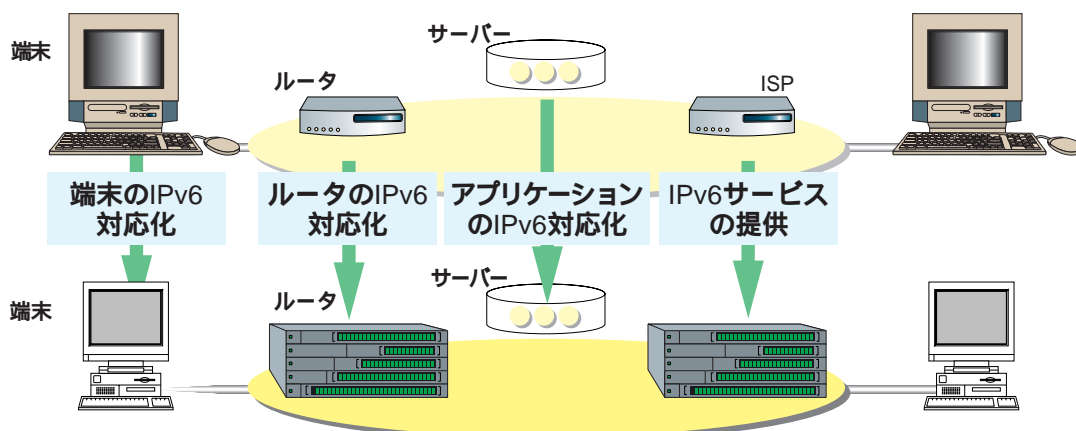 端末
サーバー
ルータ
ISP
端末のIPv6
対応化
ルータのIPv6
対応化
アプリケーション
のIPv6対応化
IPv6サービス
の提供
端末
ルータ
サーバー